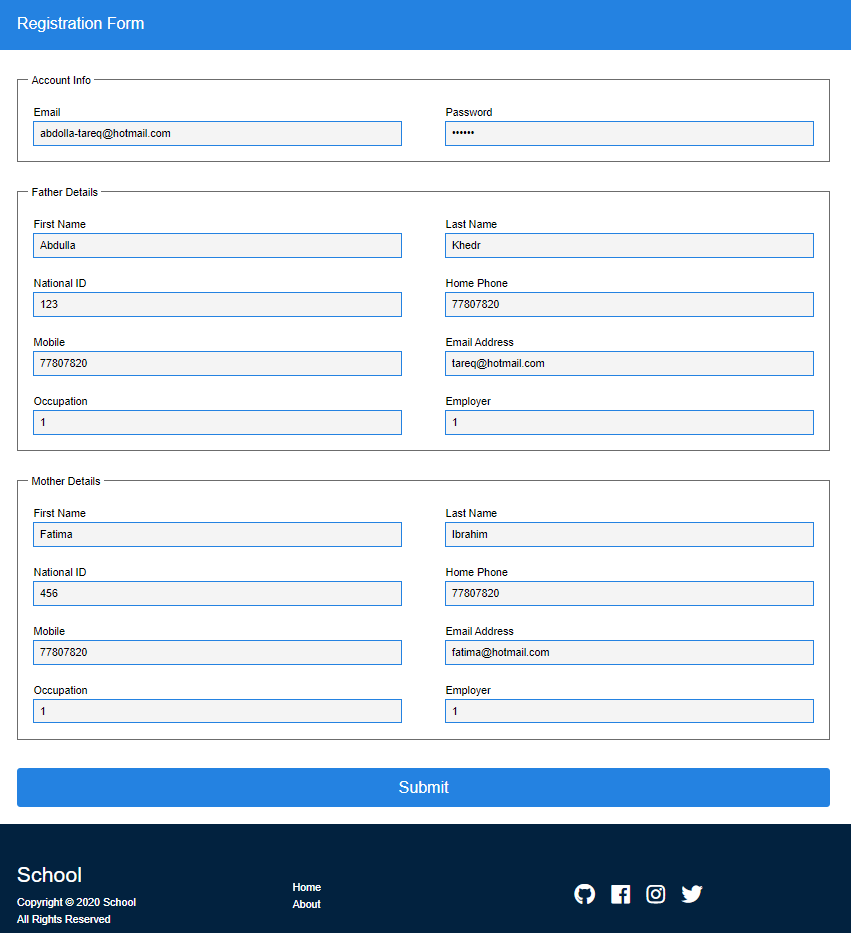 Registration Form
Account Info
Email Password
abdolla-tareq@hotmail.com ••••••
Father Details
First Name Last Name
Abdulla Khedr
National ID Home Phone
123 77807820
Mobile Email Address
77807820 tareq@hotmail.com
Occupation Employer
1 1
Mother Details
First Name Last Name
Fatima Ibrahim
National ID Home Phone
456 77807820
Mobile Email Address
77807820 fatima@hotmail.com
Occupation Employer
1 1
Submit
School
Copyright © 2020 School
All Rights Reserved
Home
About